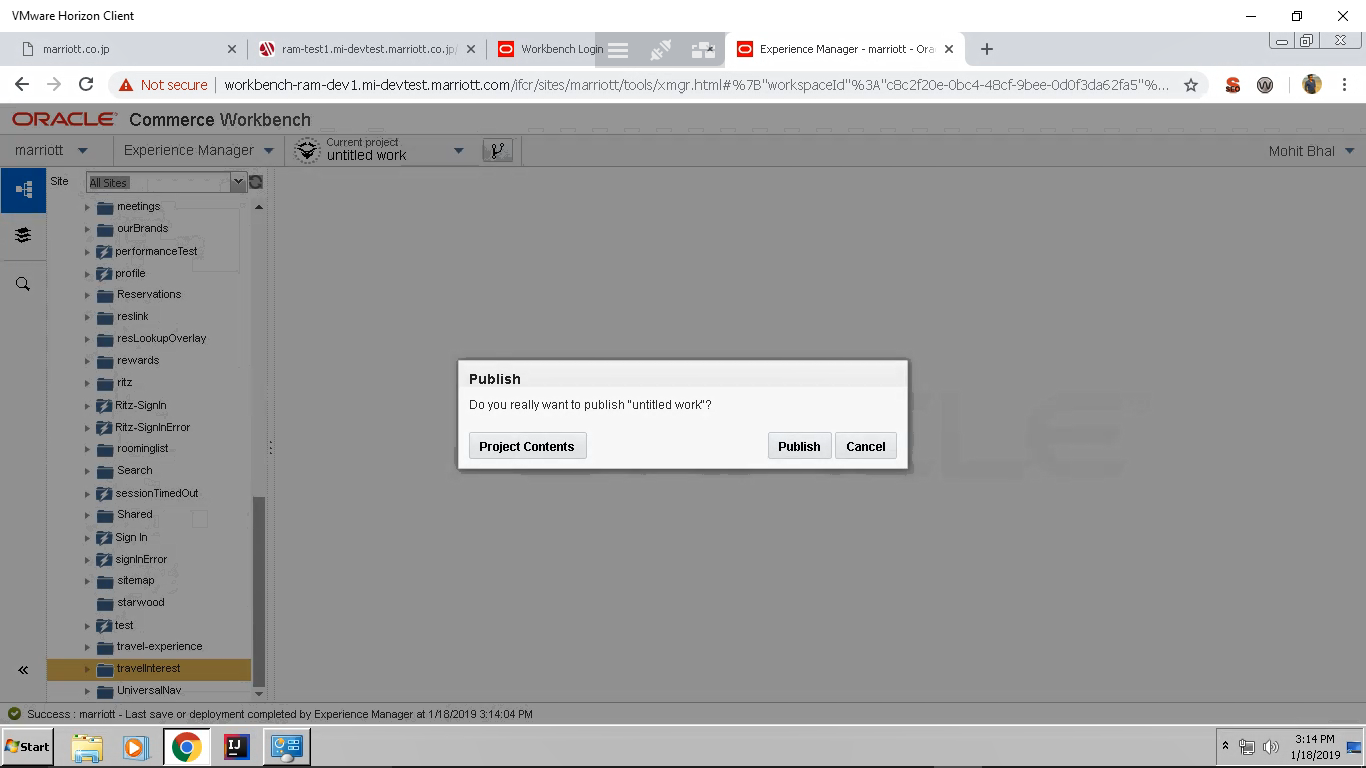 VMware Horizon Client
marriott.co.jp
ram-test1.mi-devtest.marriott.co.jp/
Workbench Login
Experience Manager - marriott - Ora
Not secure
workbench-ram-dev1.mi-devtest.marriott.com/ifcr/sites/marriott/tools/xmgr.html#%7B"workspaceId"%3A"c8c2f20e-0bc4-48cf-9bee-0d0f3da62fa5"%...
ORACLE Commerce Workbench
marriott
Experience Manager
Current project
untitled work
Mohit Bhal
Site
All Sites
meetings
ourBrands
performanceTest
profile
Reservations
reslink
resLookupOverlay
rewards
ritz
Ritz-SignIn
Ritz-SignInError
roominglist
Search
sessionTimedOut
Shared
Sign In
signInError
sitemap
starwood
test
travel-experience
travelInterest
UniversalNav
Publish
Do you really want to publish "untitled work"?
Project Contents
Publish
Cancel
Success : marriott - Last save or deployment completed by Experience Manager at 1/18/2019 3:14:04 PM
Start
3:14 PM
1/18/2019